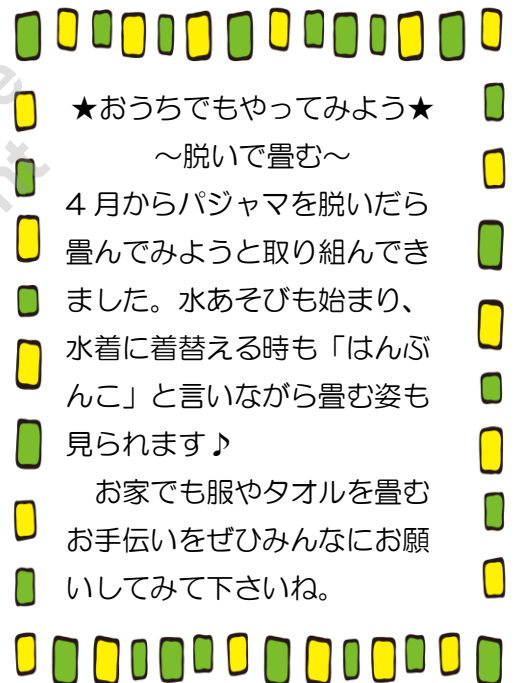 ★おうちでもやってみよう★
～脱いで畳む～
4月からパジャマを脱いだら
畳んでみようと取り組んでき
ました。水あそびも始まり、
水着に着替える時も「はんぶ
んこ」と言いながら畳む姿も
見られます♪
　お家でも服やタオルを畳む
お手伝いをぜひみんなにお願
いしてみて下さいね。